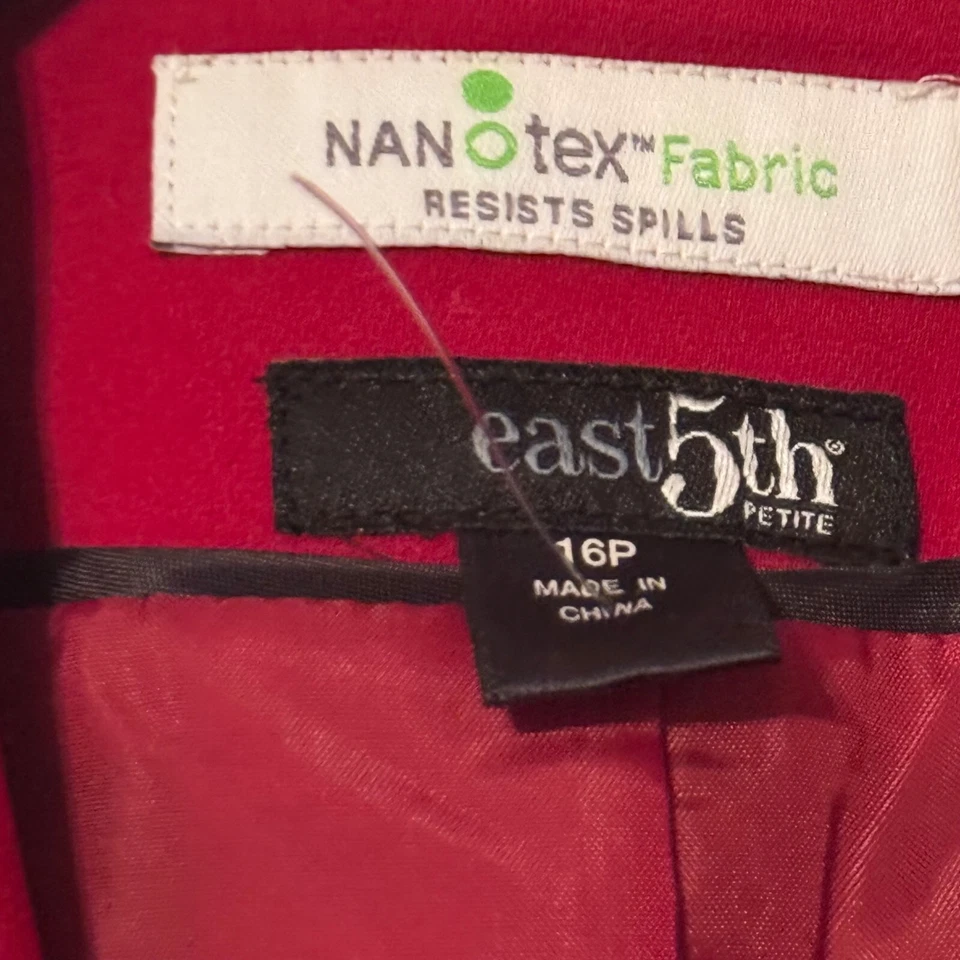 NANOtex™ Fabric
RESISTS SPILLS
east5th®
PETITE
16P
MADE IN
CHINA